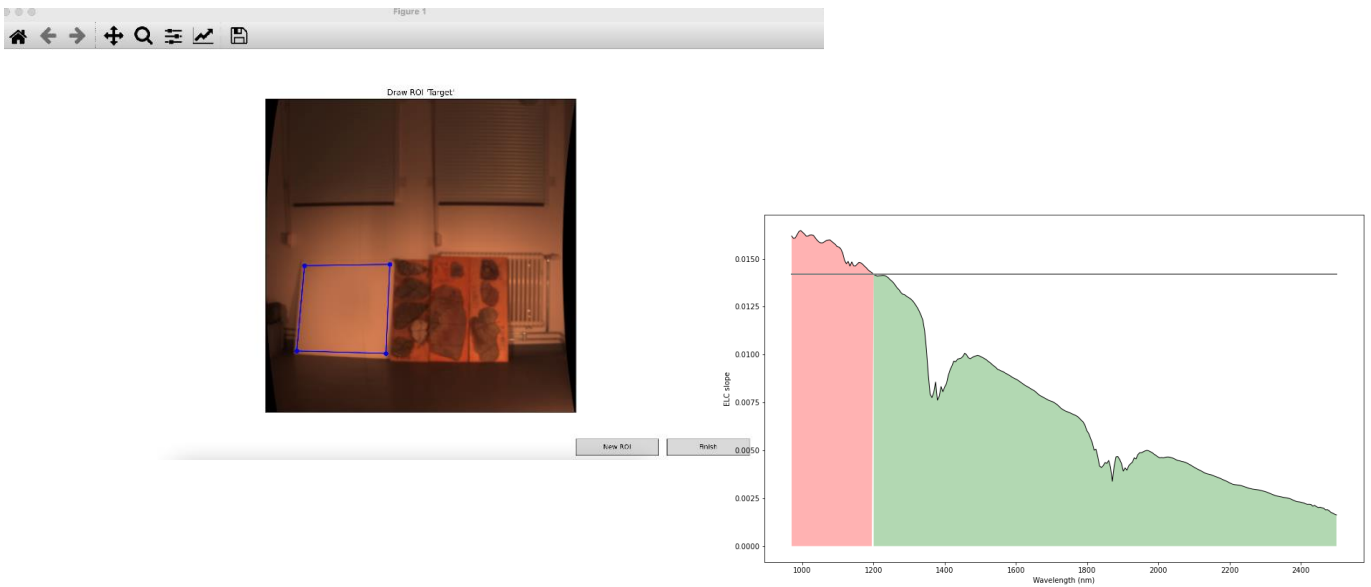 Figure 1
Draw ROI 'Target'
New ROI
Finish
ELC slope
0.0150
0.0125
0.0100
0.0075
0.0050
0.0025
0.0000
1000 1200 1400 1600 1800 2000 2200 2400
Wavelength (nm)